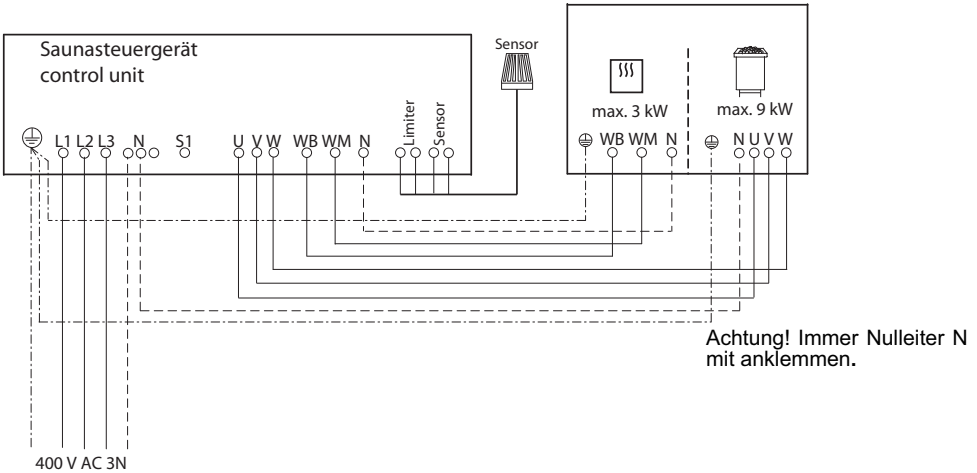 Saunasteuergerät
control unit
Sensor
max. 3 kW
max. 9 kW
L1 L2 L3 N S1 U V W WB WM N Limiter Sensor
WB WM N N U V W
Achtung! Immer Nulleiter N
mit anklemmen.
400 V AC 3N